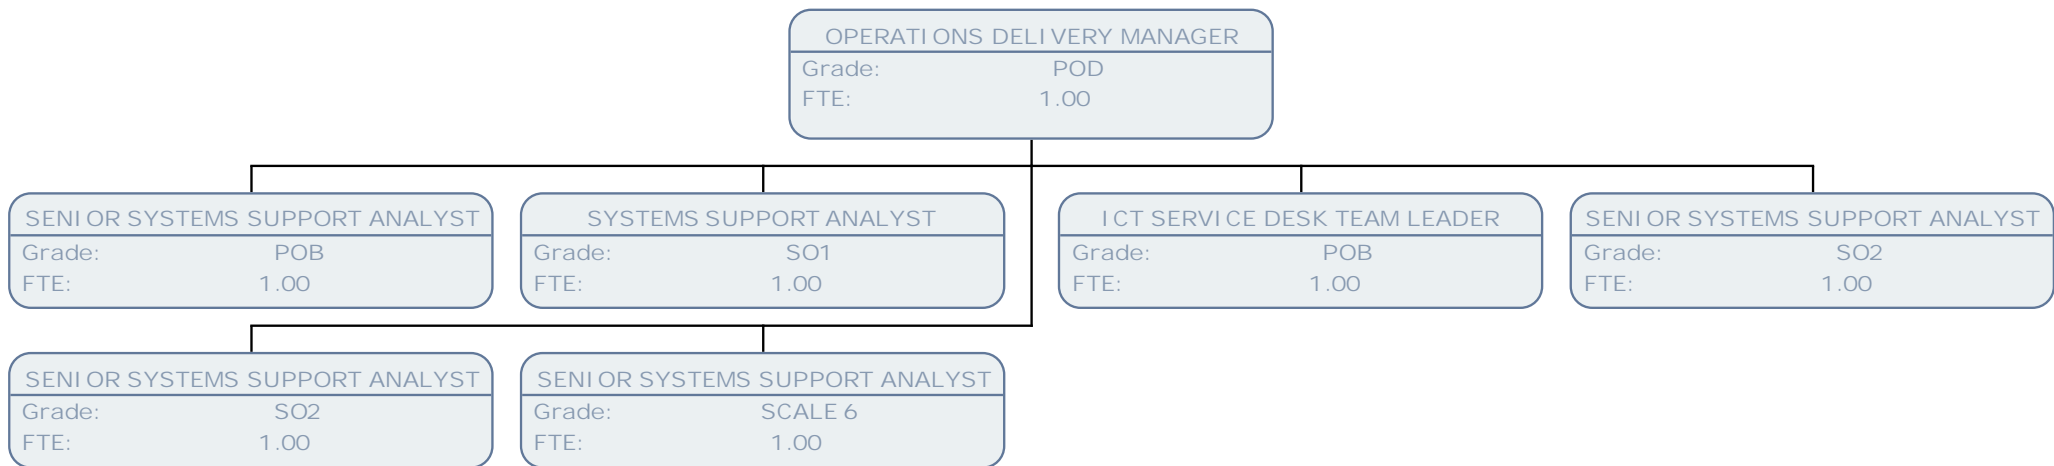 OPERATIONS DELIVERY MANAGER
Grade: POD
FTE: 1.00
SENIOR SYSTEMS SUPPORT ANALYST
Grade: POB
FTE: 1.00
SYSTEMS SUPPORT ANALYST
Grade: SO1
FTE: 1.00
ICT SERVICE DESK TEAM LEADER
Grade: POB
FTE: 1.00
SENIOR SYSTEMS SUPPORT ANALYST
Grade: SO2
FTE: 1.00
SENIOR SYSTEMS SUPPORT ANALYST
Grade: SO2
FTE: 1.00
SENIOR SYSTEMS SUPPORT ANALYST
Grade: SCALE 6
FTE: 1.00